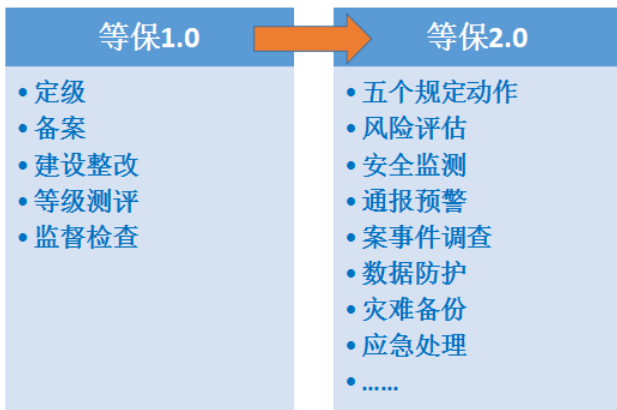 等保1.0
• 定级
• 备案
• 建设整改
• 等级测评
• 监督检查
等保2.0
• 五个规定动作
• 风险评估
• 安全监测
• 通报预警
• 案事件调查
• 数据防护
• 灾难备份
• 应急处理
• ……